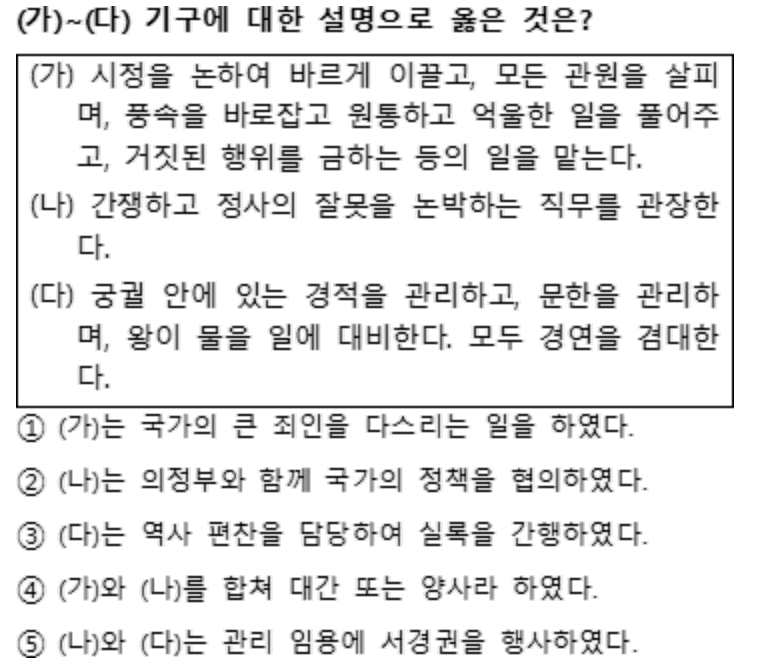 (가)~(다) 기구에 대한 설명으로 옳은 것은?
(가) 시정을 논하여 바르게 이끌고, 모든 관원을 살피
며, 풍속을 바로잡고 원통하고 억울한 일을 풀어주
고, 거짓된 행위를 금하는 등의 일을 맡는다.
(나) 간쟁하고 정사의 잘못을 논박하는 직무를 관장한
다.
(다) 궁궐 안에 있는 경적을 관리하고, 문한을 관리하
며, 왕이 물을 일에 대비한다. 모두 경연을 겸대한
다.
① (가)는 국가의 큰 죄인을 다스리는 일을 하였다.
② (나)는 의정부와 함께 국가의 정책을 협의하였다.
③ (다)는 역사 편찬을 담당하여 실록을 간행하였다.
④ (가)와 (나)를 합쳐 대간 또는 양사라 하였다.
⑤ (나)와 (다)는 관리 임용에 서경권을 행사하였다.